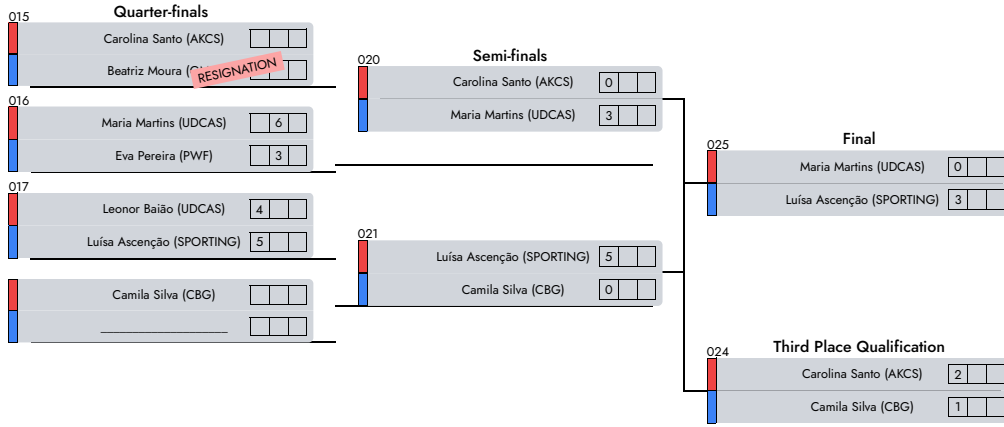 Quarter-finals
015
Carolina Santo (AKCS)
Beatriz Moura
RESIGNATION
016
Maria Martins (UDCAS) 6
Eva Pereira (PWF) 3
017
Leonor Baião (UDCAS) 4
Luísa Ascenção (SPORTING) 5
Camila Silva (CBG)
Semi-finals
020
Carolina Santo (AKCS) 0
Maria Martins (UDCAS) 3
021
Luísa Ascenção (SPORTING) 5
Camila Silva (CBG) 0
Final
025
Maria Martins (UDCAS) 0
Luísa Ascenção (SPORTING) 3
Third Place Qualification
024
Carolina Santo (AKCS) 2
Camila Silva (CBG) 1